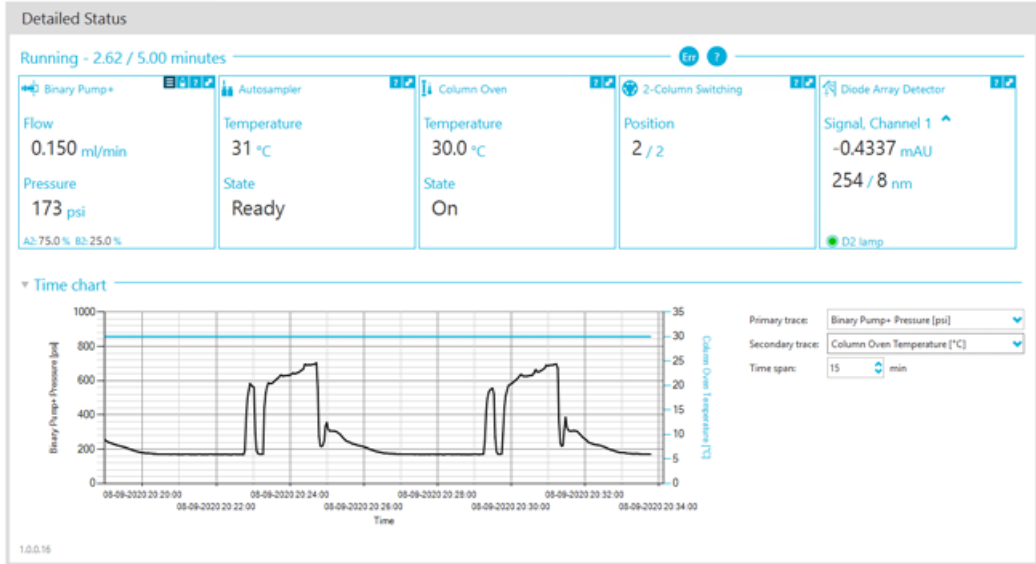 Detailed Status
Running - 2.62 / 5.00 minutes
Err ?
Binary Pump+
?
Flow
0.150 ml/min
Pressure
173 psi
A2: 75.0 % B2: 25.0 %
Autosampler
?
Temperature
31 °C
State
Ready
Column Oven
?
Temperature
30.0 °C
State
On
2-Column Switching
?
Position
2 / 2
Diode Array Detector
?
Signal, Channel 1
-0.4337 mAU
254 / 8 nm
D2 lamp
Time chart
Binary Pump+ Pressure [psi]
1000
800
600
400
200
0
35
30
25
20
15
10
5
0
Column Oven Temperature [°C]
08-09-2020 20:20:00
08-09-2020 20:22:00
08-09-2020 20:24:00
08-09-2020 20:26:00
08-09-2020 20:28:00
08-09-2020 20:30:00
08-09-2020 20:32:00
08-09-2020 20:34:00
Time
Primary trace: Binary Pump+ Pressure [psi]
Secondary trace: Column Oven Temperature [°C]
Time span: 15 min
1.0.0.16